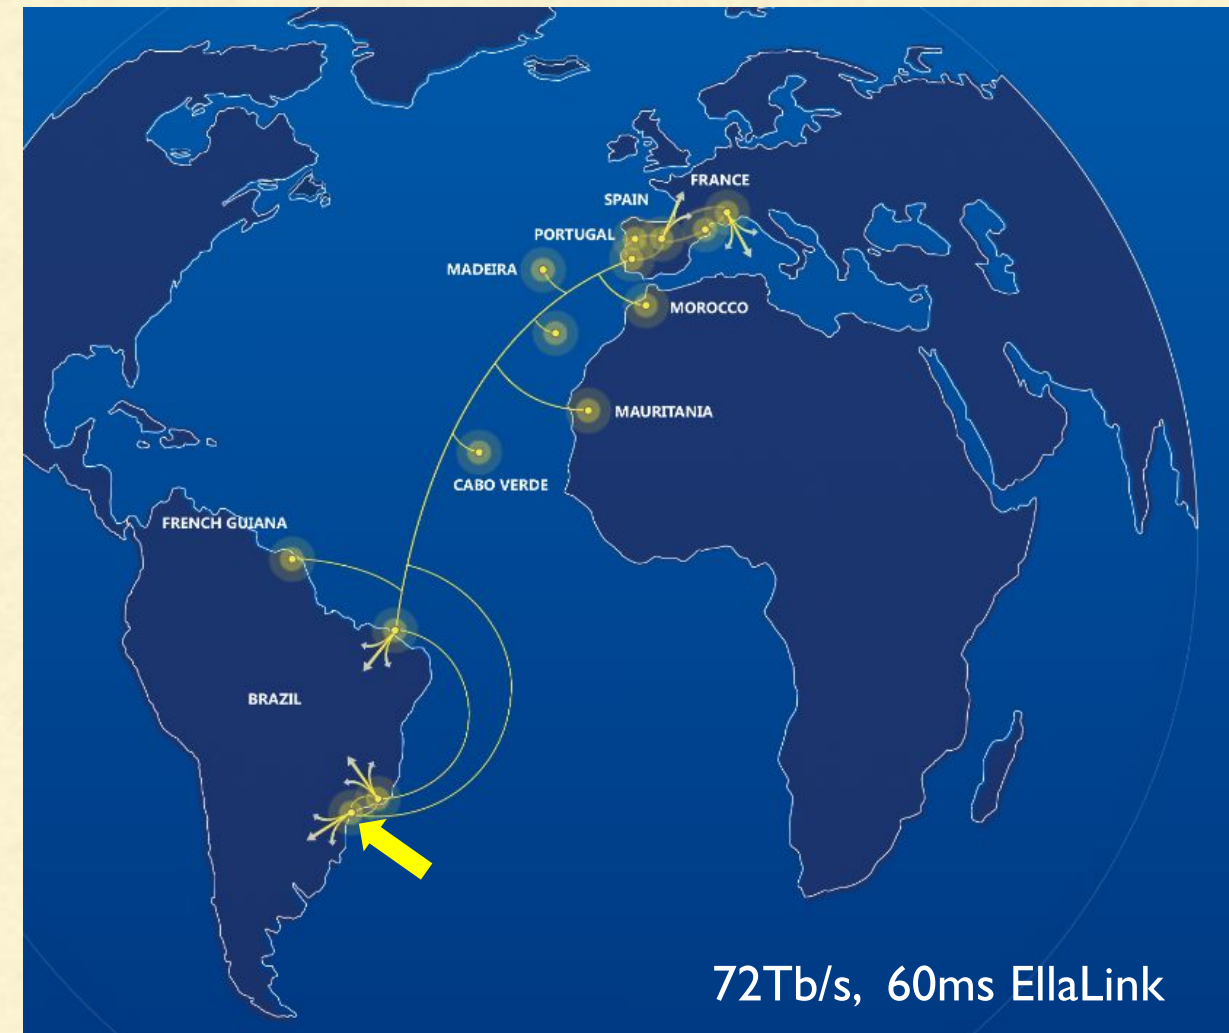 FRANCE
SPAIN
PORTUGAL
MADEIRA
MOROCCO
MAURITANIA
CABO VERDE
FRENCH GUIANA
BRAZIL
72Tb/s, 60ms EllaLink